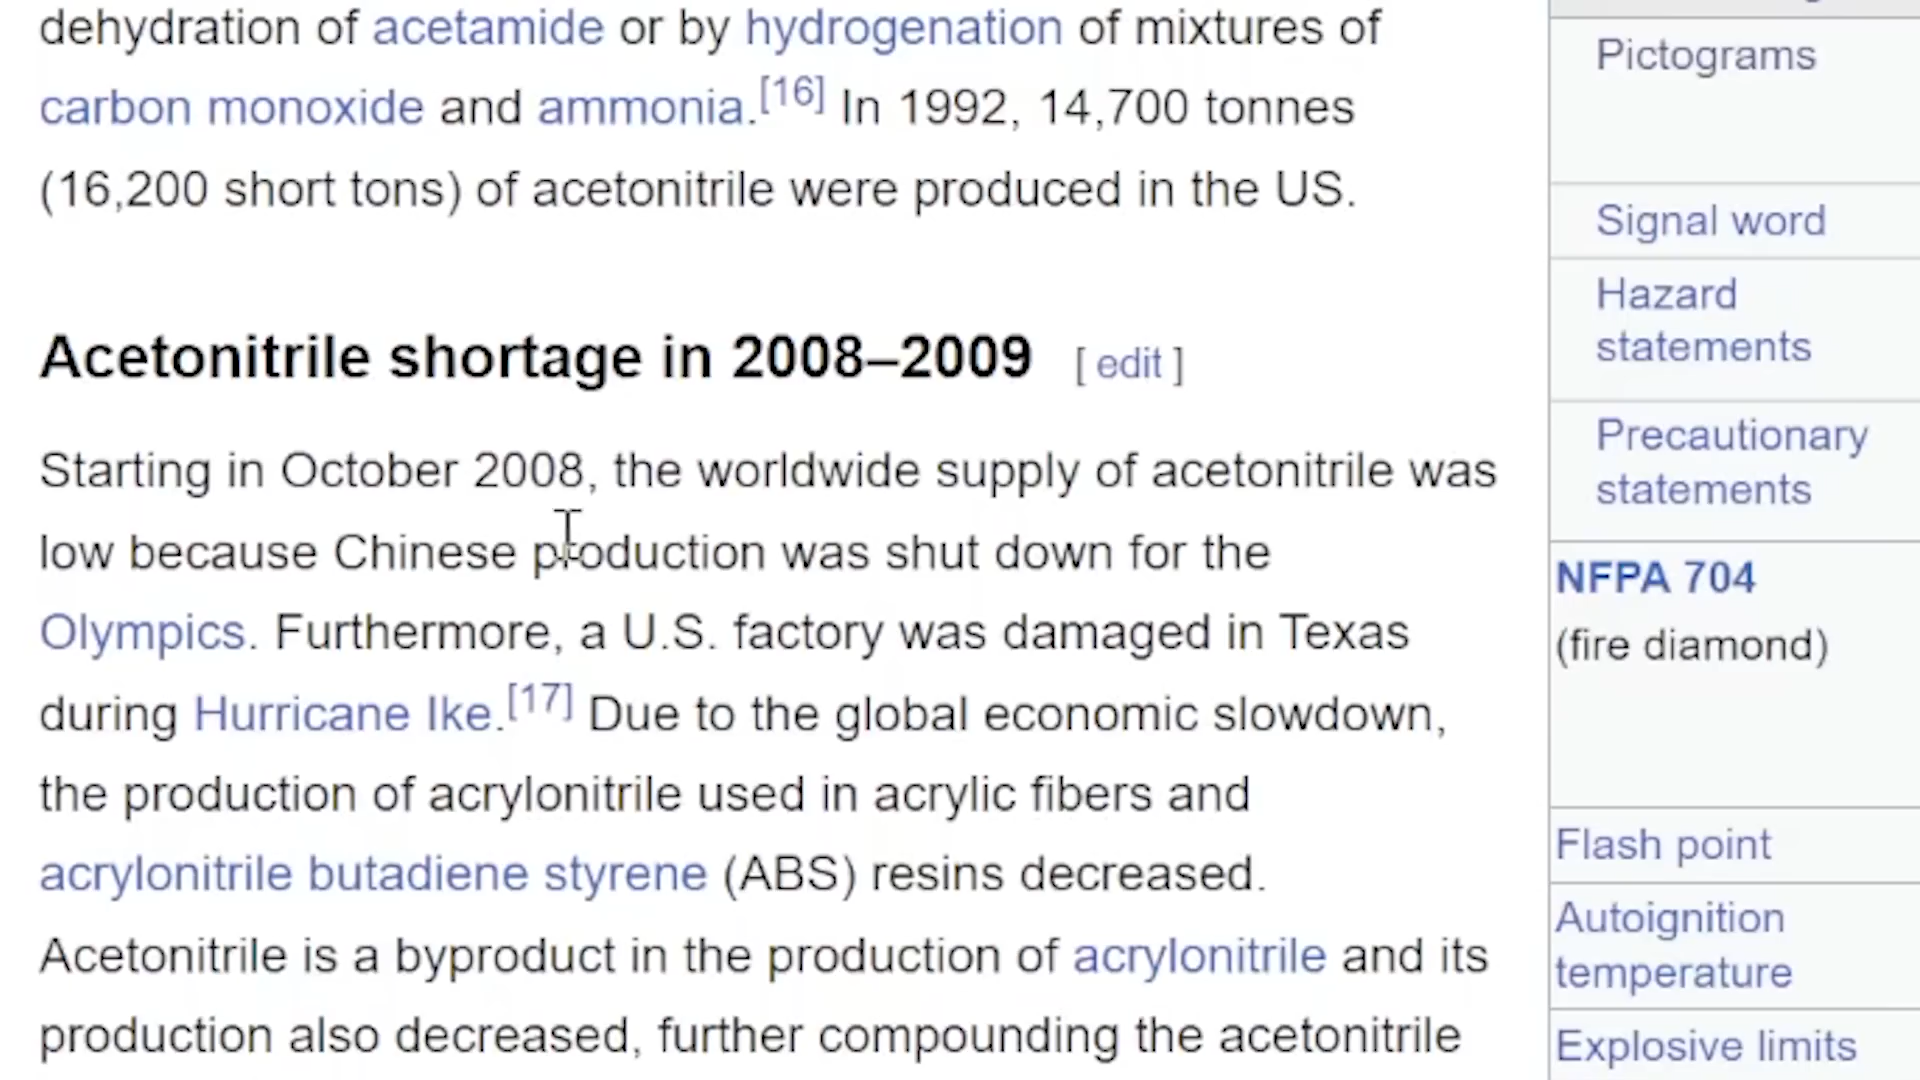 dehydration of acetamide or by hydrogenation of mixtures of
carbon monoxide and ammonia.[16] In 1992, 14,700 tonnes
(16,200 short tons) of acetonitrile were produced in the US.
Acetonitrile shortage in 2008–2009 [ edit ]
Starting in October 2008, the worldwide supply of acetonitrile was
low because Chinese production was shut down for the
Olympics. Furthermore, a U.S. factory was damaged in Texas
during Hurricane Ike.[17] Due to the global economic slowdown,
the production of acrylonitrile used in acrylic fibers and
acrylonitrile butadiene styrene (ABS) resins decreased.
Acetonitrile is a byproduct in the production of acrylonitrile and its
production also decreased, further compounding the acetonitrile
Pictograms
Signal word
Hazard
statements
Precautionary
statements
NFPA 704
(fire diamond)
Flash point
Autoignition
temperature
Explosive limits